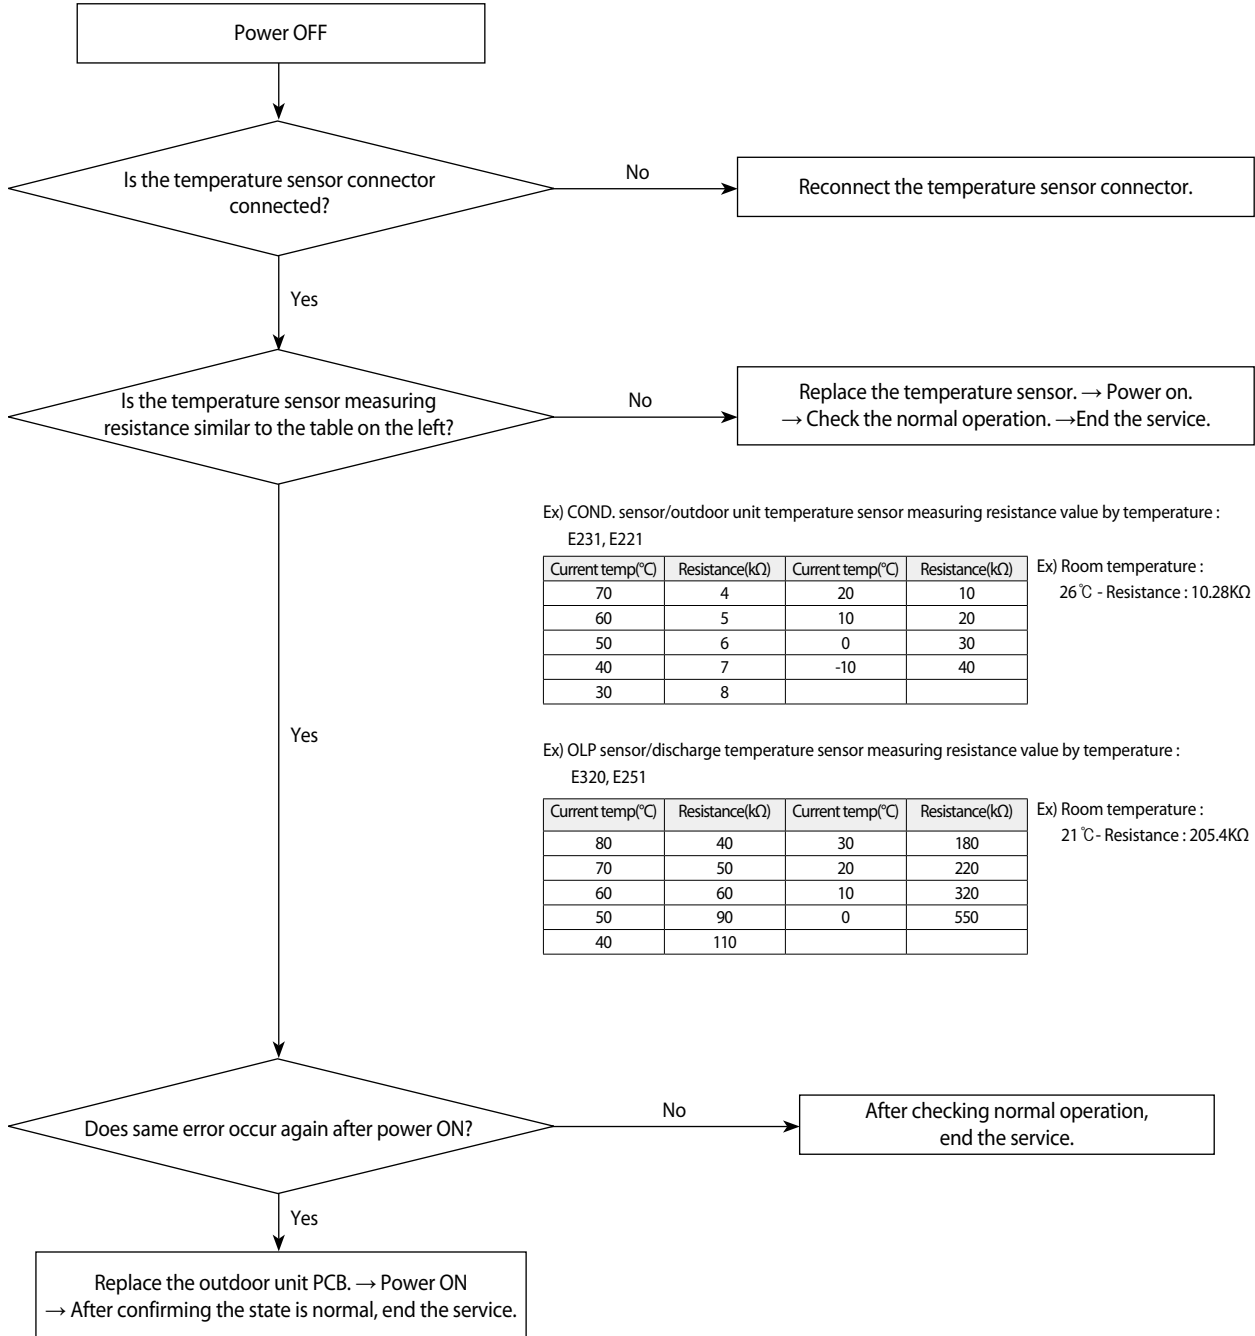 Power OFF
Is the temperature sensor connector
connected?
No
Reconnect the temperature sensor connector.
Yes
Is the temperature sensor measuring
resistance similar to the table on the left?
No
Replace the temperature sensor. → Power on.
→ Check the normal operation. →End the service.
Ex) COND. sensor/outdoor unit temperature sensor measuring resistance value by temperature :
E231, E221
Current temp(℃) Resistance(kΩ) Current temp(℃) Resistance(kΩ)
70 4 20 10
60 5 10 20
50 6 0 30
40 7 -10 40
30 8
Ex) Room temperature :
26℃ - Resistance : 10.28KΩ
Yes
Ex) OLP sensor/discharge temperature sensor measuring resistance value by temperature :
E320, E251
Current temp(℃) Resistance(kΩ) Current temp(℃) Resistance(kΩ)
80 40 30 180
70 50 20 220
60 60 10 320
50 90 0 550
40 110
Ex) Room temperature :
21℃- Resistance : 205.4KΩ
Does same error occur again after power ON?
No
After checking normal operation,
end the service.
Yes
Replace the outdoor unit PCB. → Power ON
→ After confirming the state is normal, end the service.